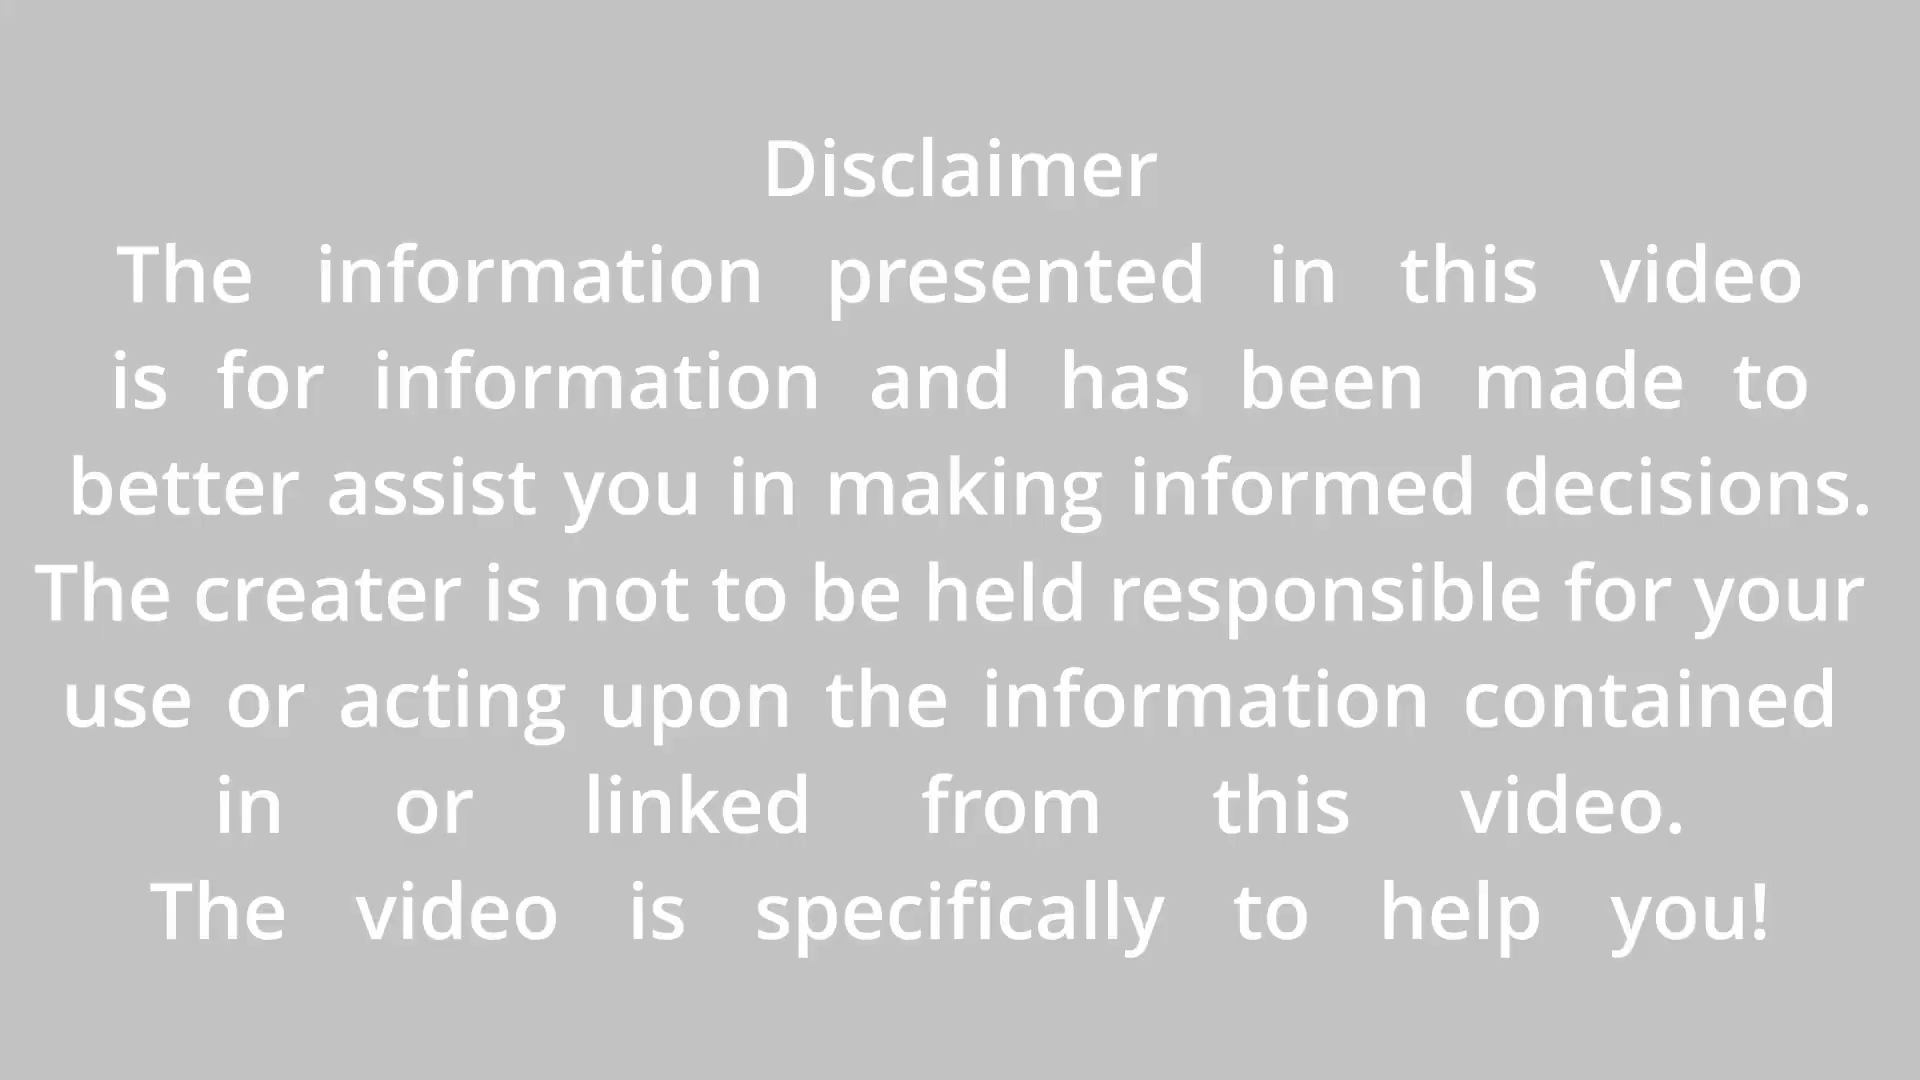 Disclaimer
The information presented in this video
is for information and has been made to
better assist you in making informed decisions.
The creater is not to be held responsible for your
use or acting upon the information contained
in or linked from this video.
The video is specifically to help you!